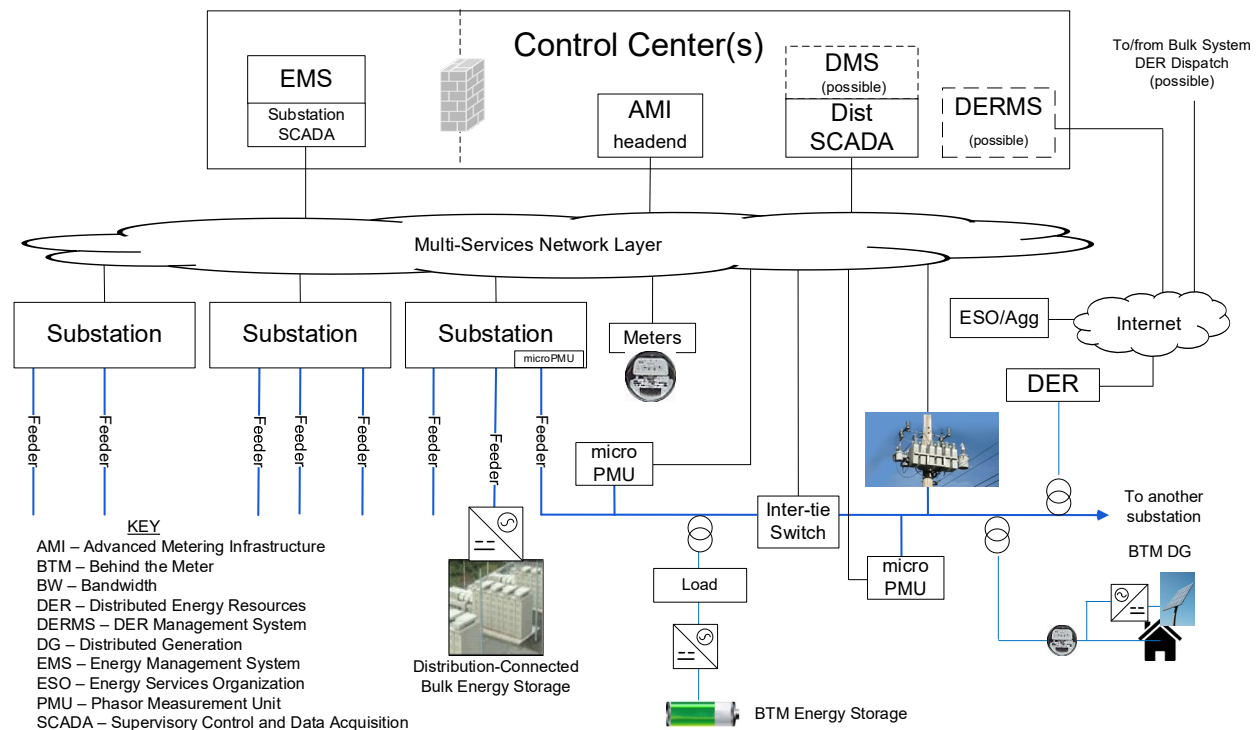 Control Center(s)
To/from Bulk System
DER Dispatch
(possible)
EMS
Substation
SCADA
AMI
headend
DMS
(possible)
Dist
SCADA
DERMS
(possible)
Multi-Services Network Layer
Substation
Substation
Substation
microPMU
Meters
ESO/Agg
Internet
DER
Feeder
Feeder
Feeder
Feeder
Feeder
Feeder
Feeder
Feeder
micro
PMU
Inter-tie
Switch
To another
substation
micro
PMU
BTM DG
Load
Distribution-Connected
Bulk Energy Storage
BTM Energy Storage
KEY
AMI – Advanced Metering Infrastructure
BTM – Behind the Meter
BW – Bandwidth
DER – Distributed Energy Resources
DERMS – DER Management System
DG – Distributed Generation
EMS – Energy Management System
ESO – Energy Services Organization
PMU – Phasor Measurement Unit
SCADA – Supervisory Control and Data Acquisition